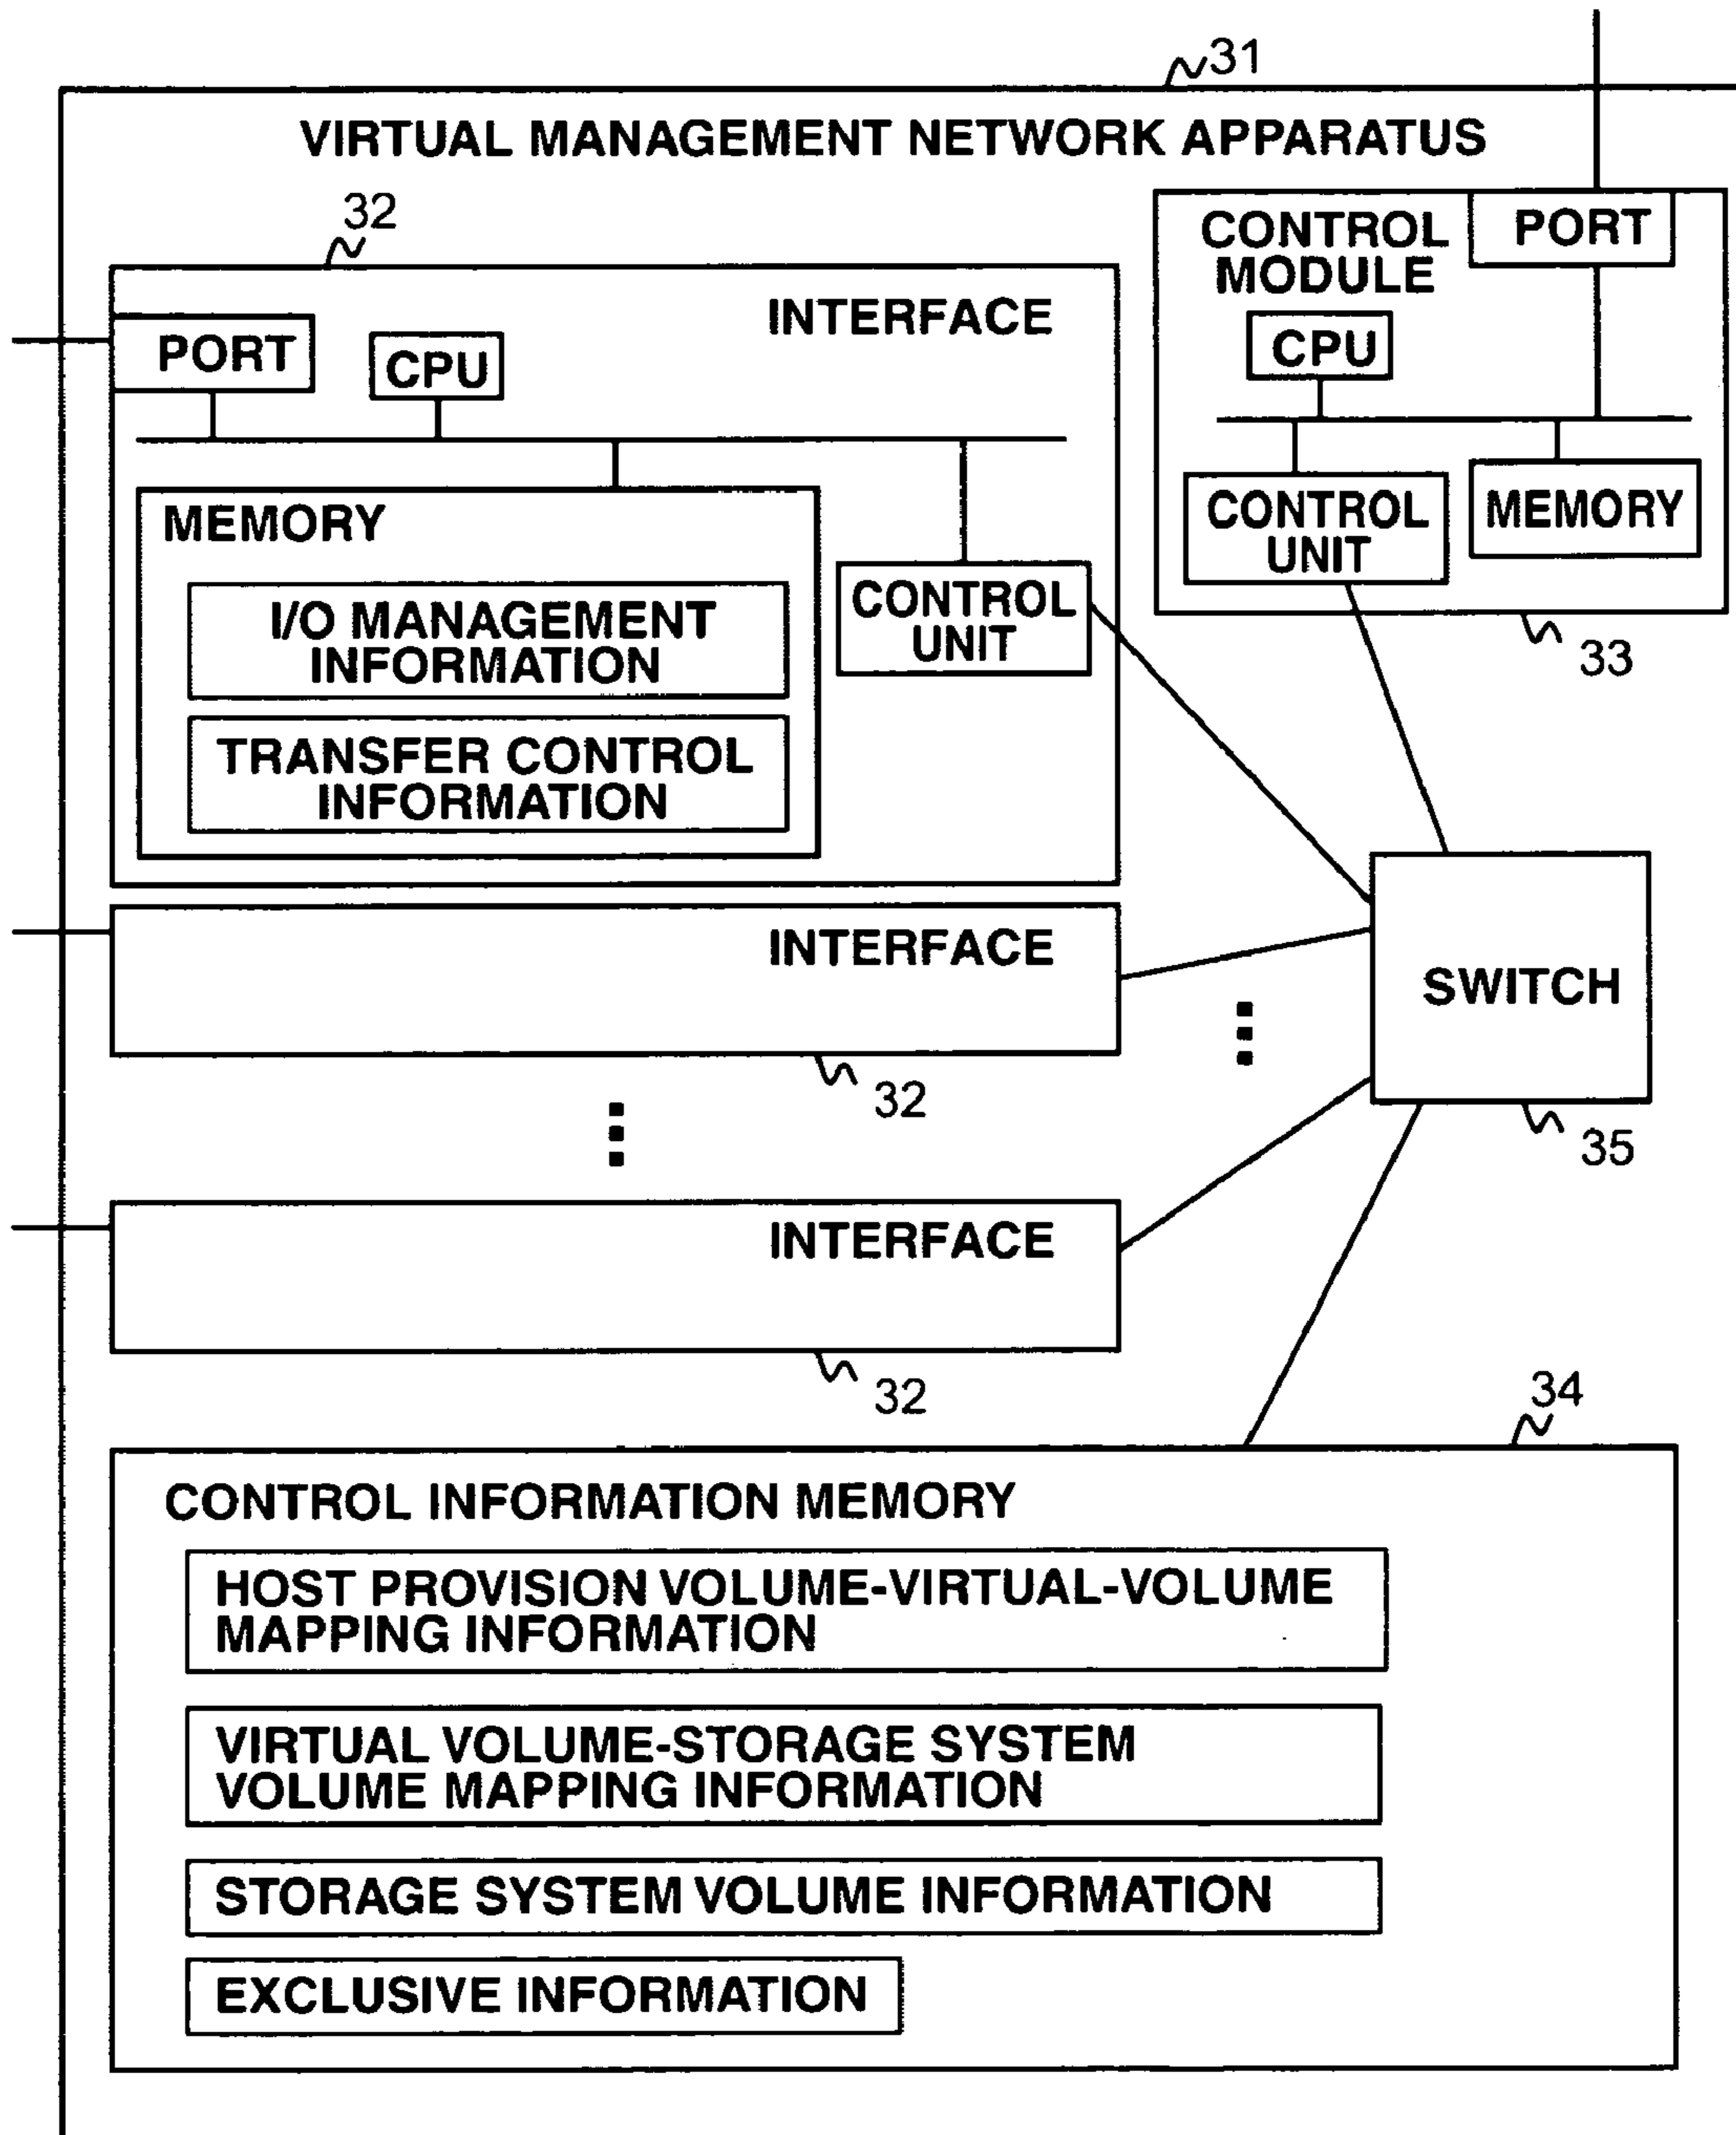 31
VIRTUAL MANAGEMENT NETWORK APPARATUS
32
INTERFACE
PORT
CPU
MEMORY
I/O MANAGEMENT
INFORMATION
TRANSFER CONTROL
INFORMATION
CONTROL
UNIT
CONTROL
MODULE
PORT
CPU
CONTROL
UNIT
MEMORY
33
INTERFACE
32
SWITCH
35
INTERFACE
32
34
CONTROL INFORMATION MEMORY
HOST PROVISION VOLUME-VIRTUAL-VOLUME
MAPPING INFORMATION
VIRTUAL VOLUME-STORAGE SYSTEM
VOLUME MAPPING INFORMATION
STORAGE SYSTEM VOLUME INFORMATION
EXCLUSIVE INFORMATION